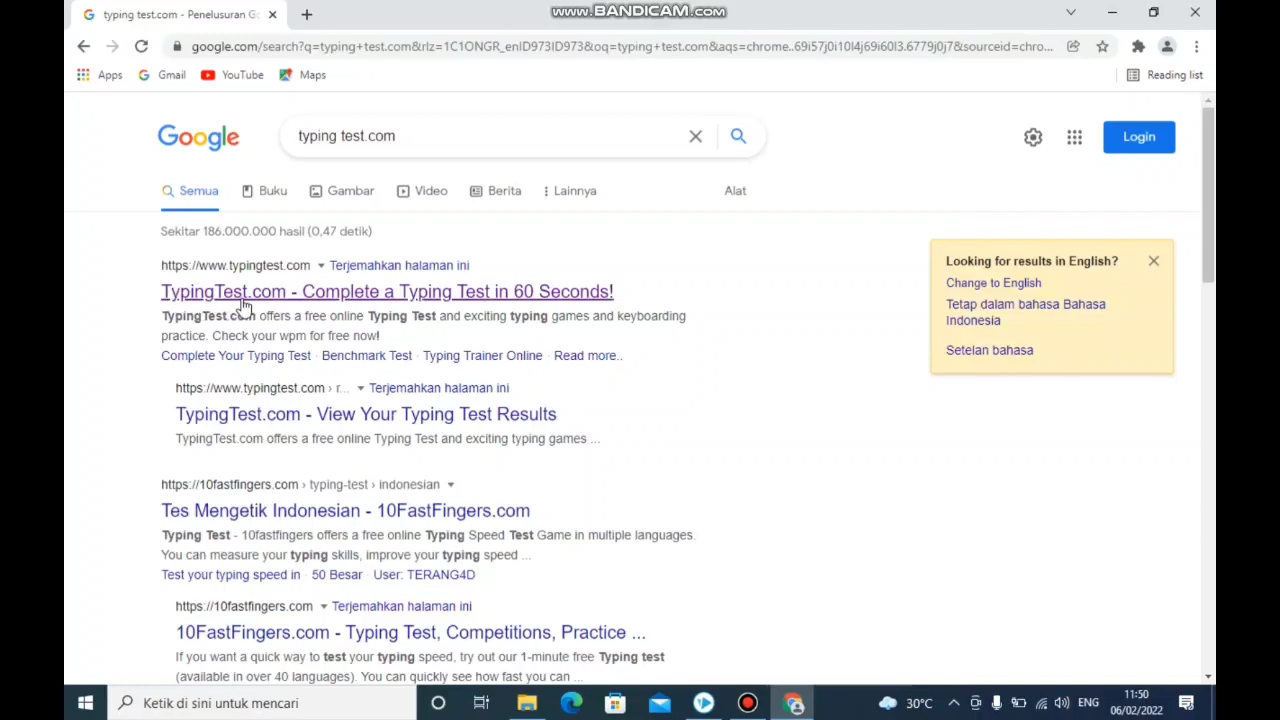 www.BANDICAM.com
typing test.com - Penelusuran Go
google.com/search?q=typing+test.com&rlz=1C1ONGR_enID973ID973&oq=typing+test.com&aqs=chrome..69i57j0i10l4j69i60l3.6779j0j7&sourceid=chro...
Apps Gmail YouTube Maps Reading list
Google typing test.com Login
Semua Buku Gambar Video Berita Lainnya Alat
Sekitar 186.000.000 hasil (0,47 detik)
https://www.typingtest.com Terjemahkan halaman ini
TypingTest.com - Complete a Typing Test in 60 Seconds!
TypingTest.com offers a free online Typing Test and exciting typing games and keyboarding
practice. Check your wpm for free now!
Complete Your Typing Test · Benchmark Test · Typing Trainer Online · Read more..
https://www.typingtest.com › r... Terjemahkan halaman ini
TypingTest.com - View Your Typing Test Results
TypingTest.com offers a free online Typing Test and exciting typing games ...
https://10fastfingers.com › typing-test › indonesian
Tes Mengetik Indonesian - 10FastFingers.com
Typing Test - 10fastfingers offers a free online Typing Speed Test Game in multiple languages.
You can measure your typing skills, improve your typing speed ...
Test your typing speed in · 50 Besar · User: TERANG4D
https://10fastfingers.com Terjemahkan halaman ini
10FastFingers.com - Typing Test, Competitions, Practice ...
If you want a quick way to test your typing speed, try out our 1-minute free Typing test
(available in over 40 languages). You can quickly see how fast you can ...
Looking for results in English?
Change to English
Tetap dalam bahasa Bahasa
Indonesia
Setelan bahasa
Ketik di sini untuk mencari
30°C
ENG
11:50
06/02/2022